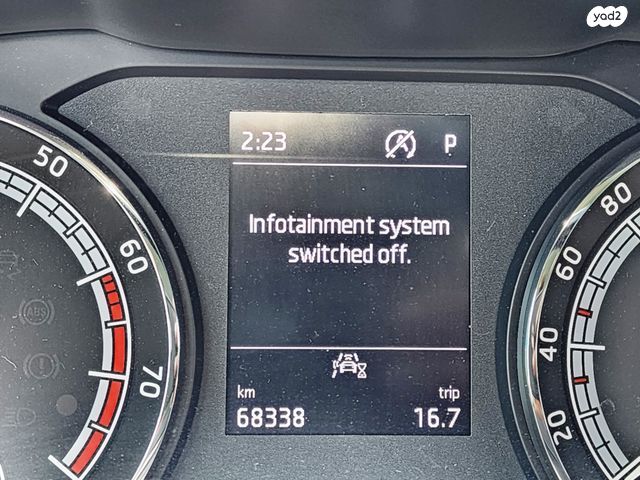 yad2
2:23 P
Infotainment system
switched off.
km trip
68338 16.7
50
60
70
ABS
80
60
40
20